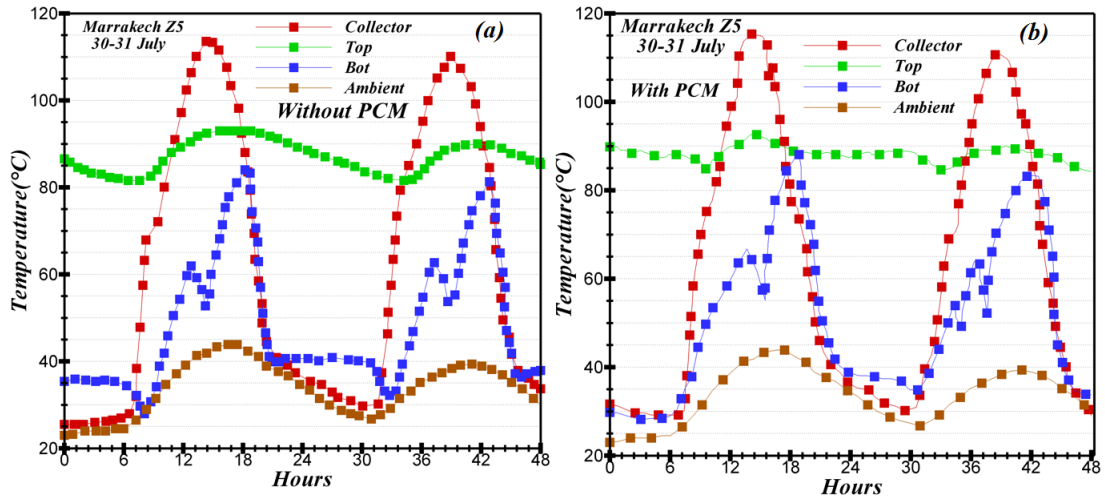 Marrakech Z5
30-31 July
Collector
Top
Bot
Ambient
(a)
Without PCM
Temperature(°C)
120
100
80
60
40
20
0 6 12 18 24 30 36 42 48
Hours
Marrakech Z5
30-31 July
With PCM
Collector
Top
Bot
Ambient
(b)
Temperature(°C)
120
100
80
60
40
20
0 6 12 18 24 30 36 42 48
Hours